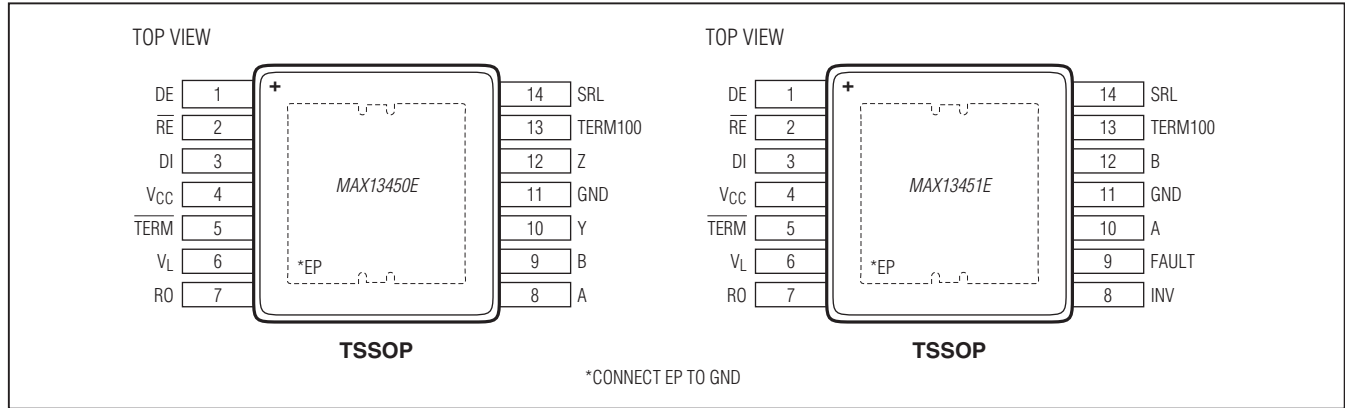 TOP VIEW
+
DE 1
RE 2
DI 3
VCC 4
TERM 5
VL 6
RO 7
14 SRL
13 TERM100
12 Z
11 GND
10 Y
9 B
8 A
MAX13450E
*EP
TSSOP
TOP VIEW
+
DE 1
RE 2
DI 3
VCC 4
TERM 5
VL 6
RO 7
14 SRL
13 TERM100
12 B
11 GND
10 A
9 FAULT
8 INV
MAX13451E
*EP
TSSOP
*CONNECT EP TO GND